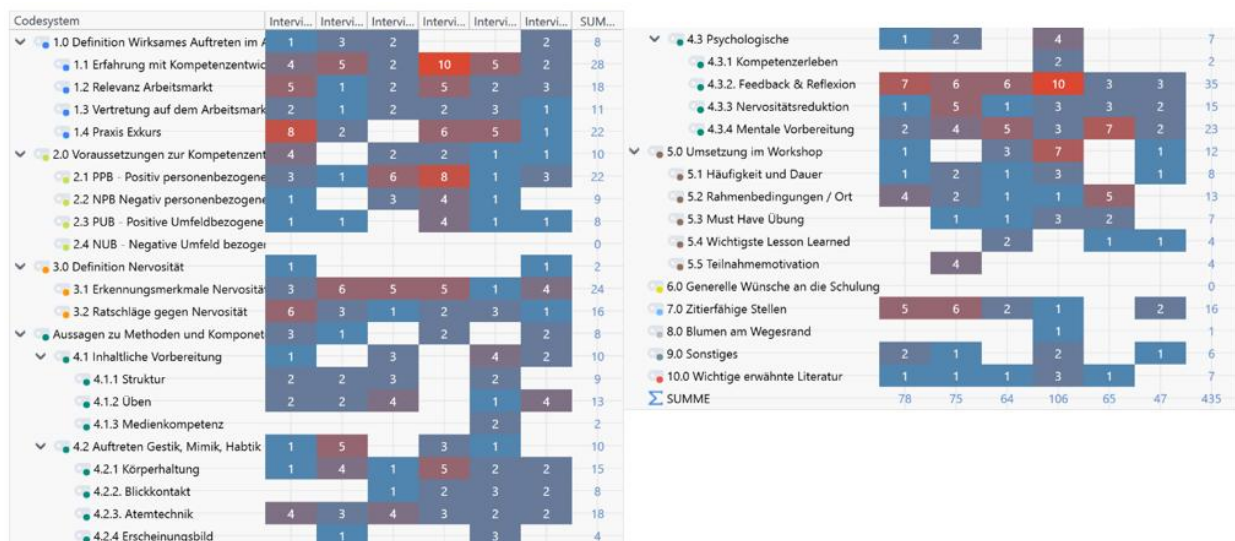 Codesystem Intervi... Intervi... Intervi... Intervi... Intervi... Intervi... SUM...
1.0 Definition Wirksames Auftreten im A 1 3 2 2 8
1.1 Erfahrung mit Kompetenzentwic 4 5 2 10 5 2 28
1.2 Relevanz Arbeitsmarkt 5 1 2 5 2 3 18
1.3 Vertretung auf dem Arbeitsmark 2 1 2 2 3 1 11
1.4 Praxis Exkurs 8 2 6 5 1 22
2.0 Voraussetzungen zur Kompetenzent 4 2 2 1 1 10
2.1 PPB - Positiv personenbezogene 3 1 6 8 1 3 22
2.2 NPB Negativ personenbezogene 1 3 4 1 9
2.3 PUB - Positive Umfeldbezogene 1 1 4 1 1 8
2.4 NUB - Negative Umfeld bezoger 0
3.0 Definition Nervosität 1 1 2
3.1 Erkennungsmerkmale Nervosität 3 6 5 5 1 4 24
3.2 Ratschläge gegen Nervosität 6 3 1 2 3 1 16
Aussagen zu Methoden und Komponet 3 1 2 2 8
4.1 Inhaltliche Vorbereitung 1 3 4 2 10
4.1.1 Struktur 2 2 3 2 9
4.1.2 Üben 2 2 4 1 4 13
4.1.3 Medienkompetenz 2 2
4.2 Auftreten Gestik, Mimik, Habtik 1 5 3 1 10
4.2.1 Körperhaltung 1 4 1 5 2 2 15
4.2.2. Blickkontakt 1 2 3 2 8
4.2.3. Atemtechnik 4 3 4 3 2 2 18
4.2.4 Erscheinungsbild 1 3 4
4.3 Psychologische 1 2 4 7
4.3.1 Kompetenzerleben 2 2
4.3.2. Feedback & Reflexion 7 6 6 10 3 3 35
4.3.3 Nervositätsreduktion 1 5 1 3 3 2 15
4.3.4 Mentale Vorbereitung 2 4 5 3 7 2 23
5.0 Umsetzung im Workshop 1 3 7 1 12
5.1 Häufigkeit und Dauer 1 2 1 3 1 8
5.2 Rahmenbedingungen / Ort 4 2 1 1 5 13
5.3 Must Have Übung 1 1 3 2 7
5.4 Wichtigste Lesson Learned 2 1 1 4
5.5 Teilnahmemotivation 4 4
6.0 Generelle Wünsche an die Schulung 0
7.0 Zitierfähige Stellen 5 6 2 1 2 16
8.0 Blumen am Wegesrand 1 1
9.0 Sonstiges 2 1 2 1 6
10.0 Wichtige erwähnte Literatur 1 1 1 3 1 7
Σ SUMME 78 75 64 106 65 47 435